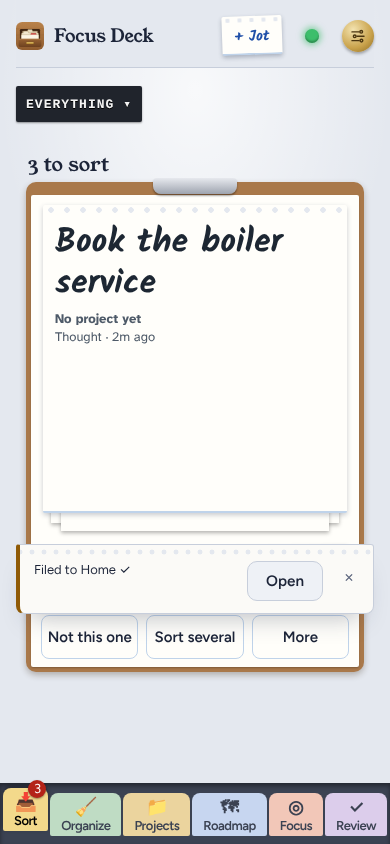 Focus Deck
+ Jot
EVERYTHING ▾
3 to sort
Book the boiler
service
No project yet
Thought · 2m ago
Filed to Home ✓
Open
×
Not this one
Sort several
More
3
Sort
Organize
Projects
Roadmap
Focus
Review